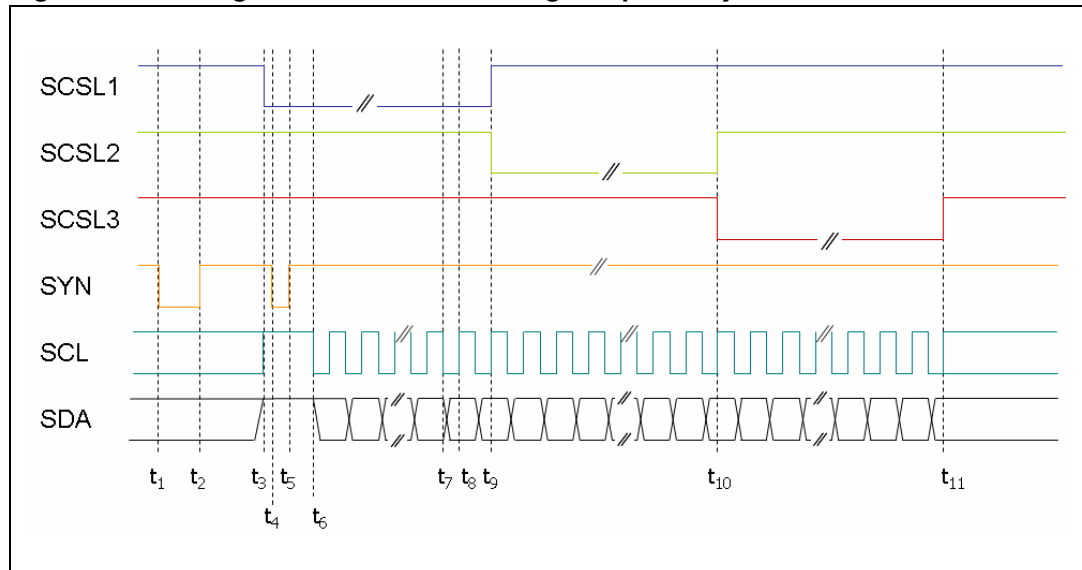 SCSL1
SCSL2
SCSL3
SYN
SCL
SDA
t1 t2 t3 t5 t7 t8 t9 t10 t11
t4 t6